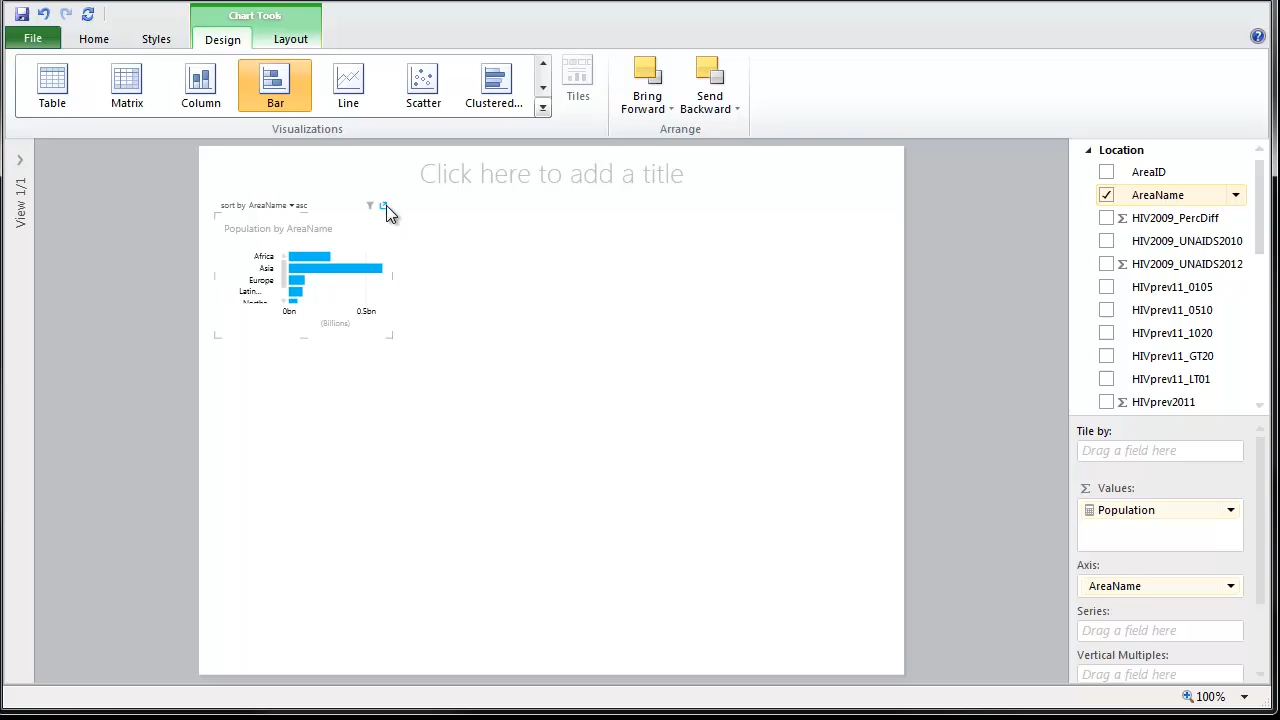 Chart Tools
File
Home
Styles
Design
Layout
Table
Matrix
Column
Bar
Line
Scatter
Clustered...
Tiles
Bring Forward
Send Backward
Visualizations
Arrange
View 1/1
Click here to add a title
sort by AreaName asc
Population by AreaName
Africa
Asia
Europe
Latin...
0bn 0.5bn
(Billions)
Location
AreaID
AreaName
Σ HIV2009_PercDiff
HIV2009_UNAIDS2010
Σ HIV2009_UNAIDS2012
HIVprev11_0105
HIVprev11_0510
HIVprev11_1020
HIVprev11_GT20
HIVprev11_LT01
Σ HIVprev2011
Tile by:
Drag a field here
Σ Values:
Population
Axis:
AreaName
Series:
Drag a field here
Vertical Multiples:
Drag a field here
100%